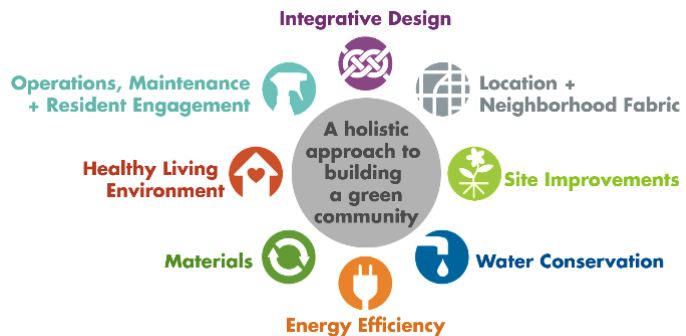 Integrative Design
Operations, Maintenance
+ Resident Engagement
Location +
Neighborhood Fabric
A holistic
approach to
building
a green
community
Healthy Living
Environment
Site Improvements
Materials
Water Conservation
Energy Efficiency